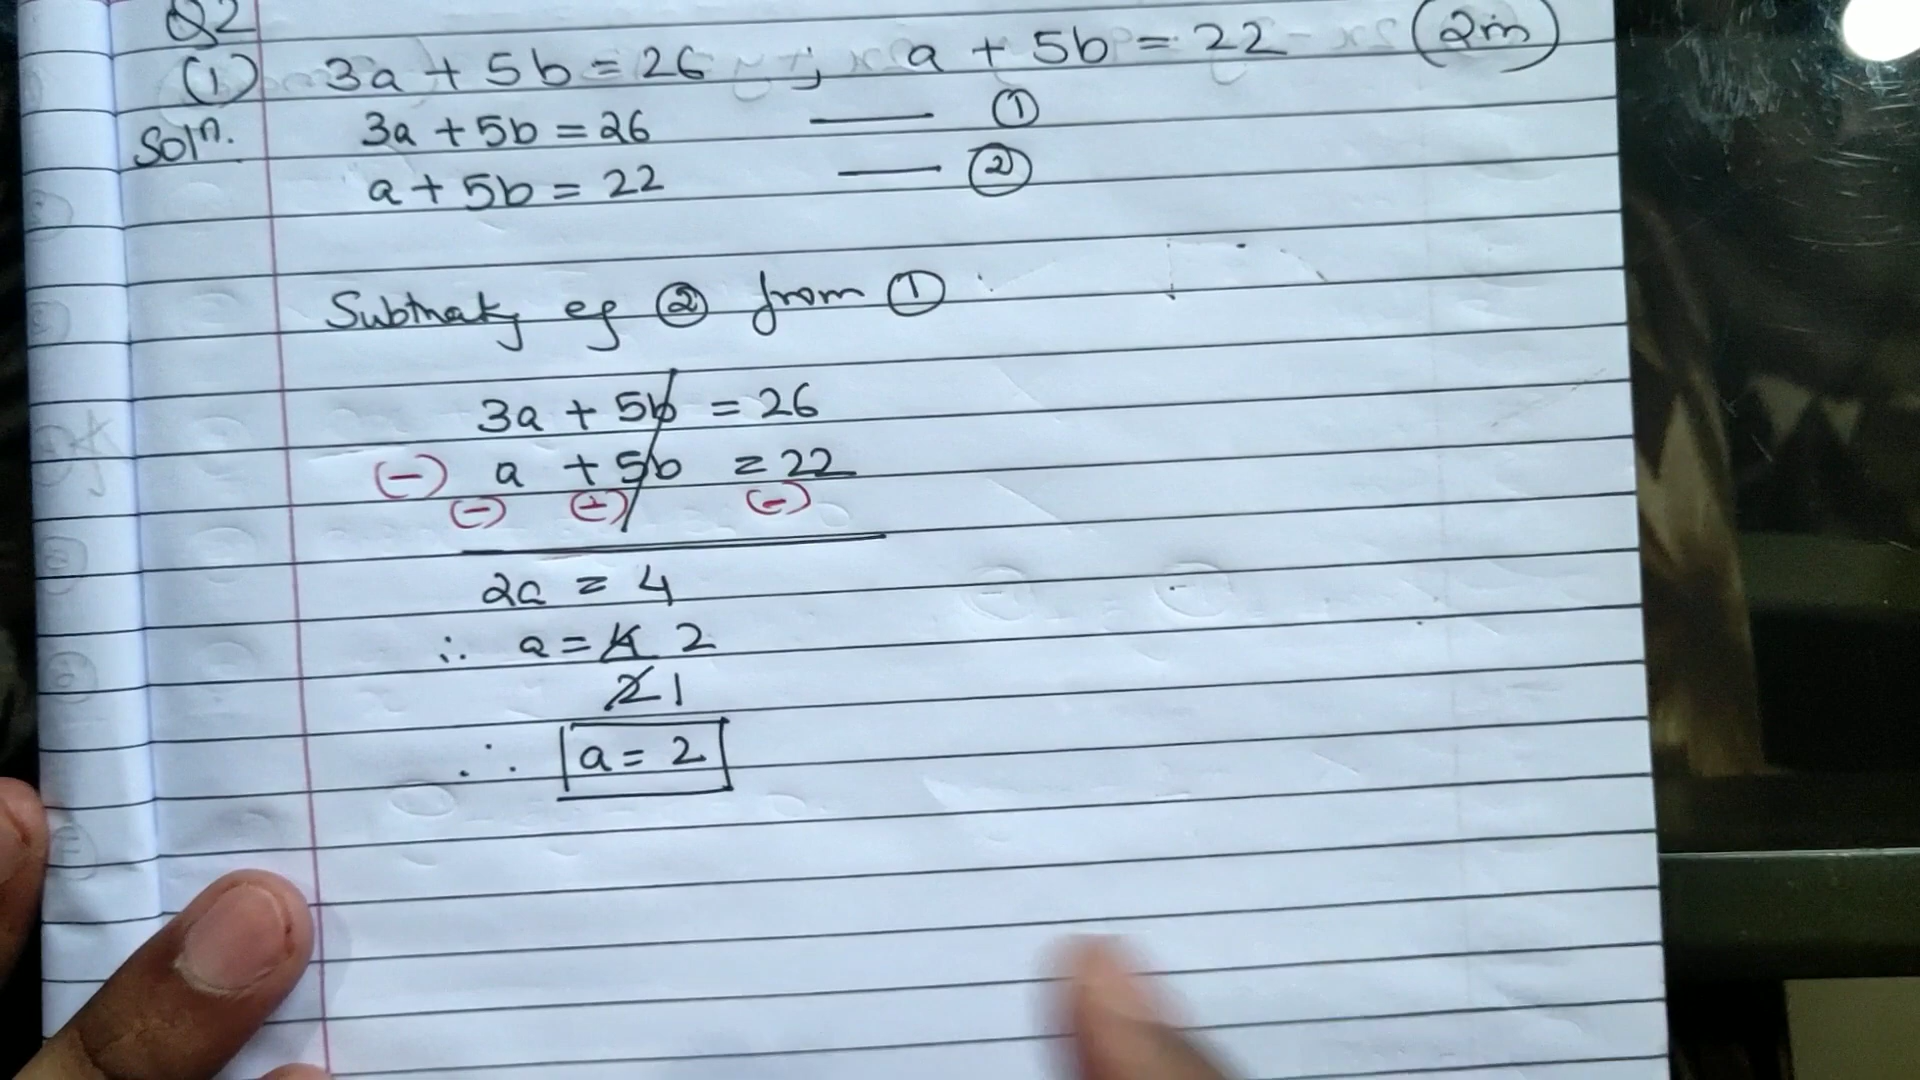 Q2
(1) 3a + 5b = 26 ; a + 5b = 22 (2m)
Soln. 3a + 5b = 26 —— ①
a + 5b = 22 —— ②
eq ② from ①
3a + 5b = 26
(-) a + 5b = 22
(-) (-) (-)
2a = 4
∴ a = 4 2
2 1
∴ a = 2